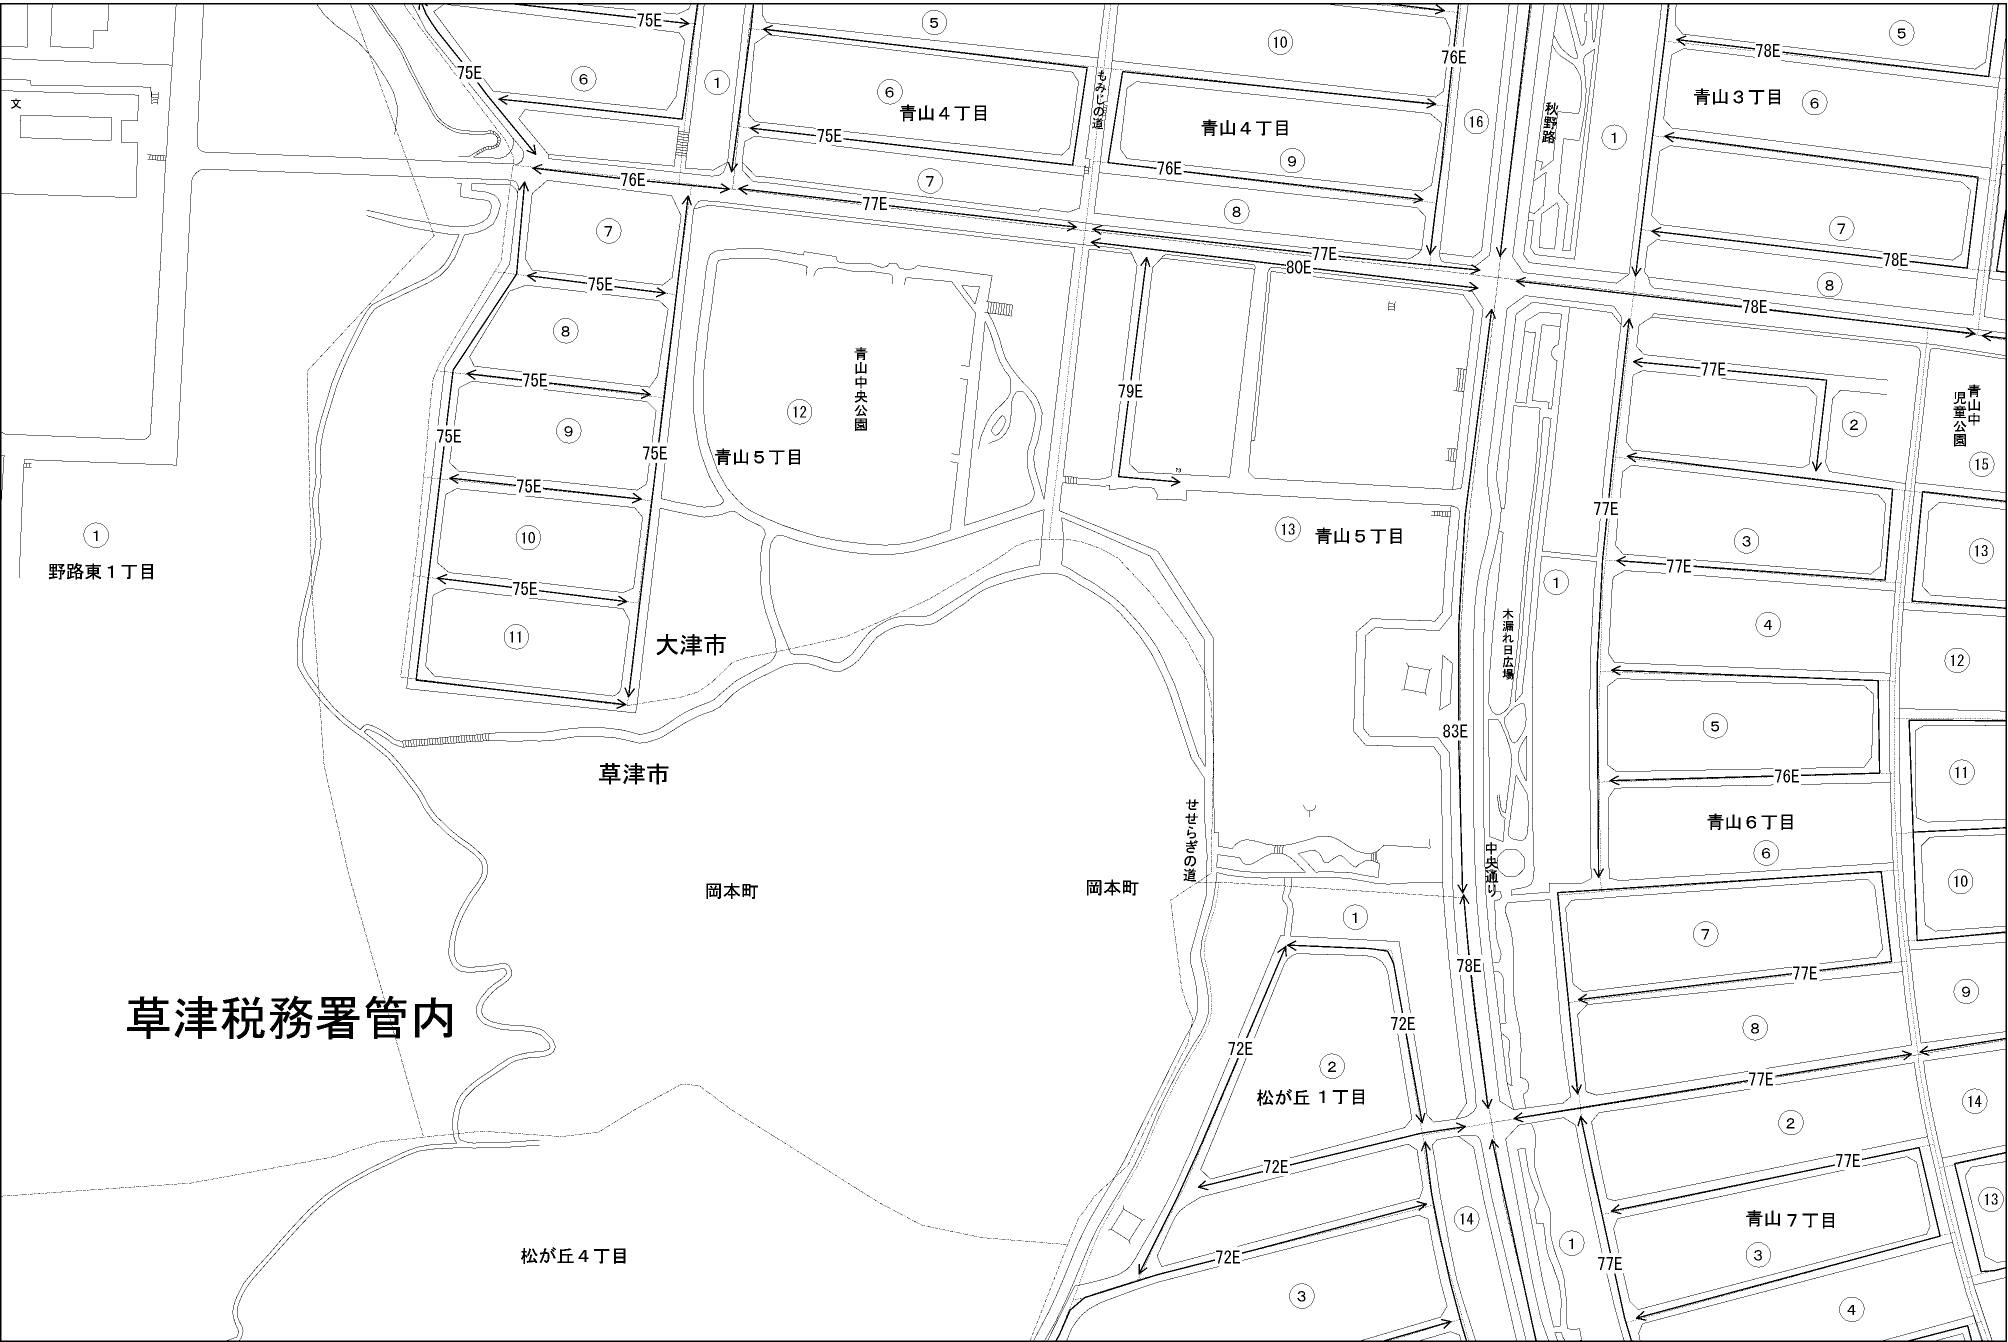 75E
⑤
⑩
76E
⑤
78E
75E
⑥
①
⑥
もみじの道
青山３丁目
⑥
文
青山４丁目
秋野路
青山４丁目
⑯
①
75E
⑨
76E
76E
⑦
77E
⑧
⑦
⑦
77E
80E
78E
75E
⑧
78E
⑧
青山中央公園
77E
75E
79E
⑫
青山中
児童公園
②
⑨
75E
75E
青山５丁目
⑮
73
75E
77E
①
⑩
⑬
青山５丁目
③
⑬
野路東１丁目
77E
75E
①
⑪
大津市
木漏れ日広場
④
⑫
83E
⑤
草津市
76E
⑪
せせらぎの道
青山６丁目
中央通り
⑥
岡本町
岡本町
⑩
①
⑦
78E
77E
⑨
草津税務署管内
72E
72E
⑧
②
松が丘１丁目
77E
⑭
②
72E
77E
⑬
⑭
青山７丁目
松が丘４丁目
72E
①
③
77E
③
④